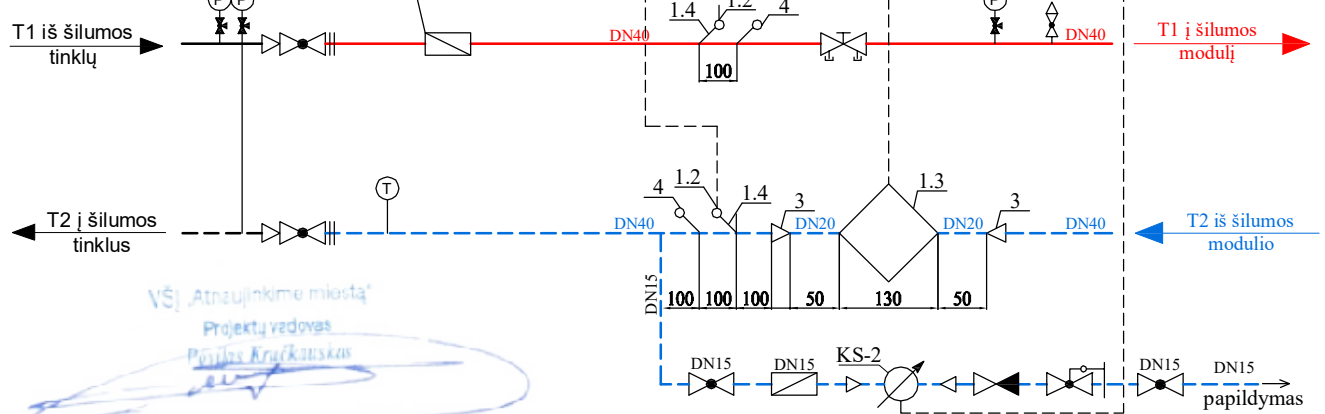 P P P
1.2
1.4 4
T1 iš šilumos
tinklų
DN40 DN40
T1 į šilumos
modulį
100
T
4 1.2 1.4 3 1.3 3
T2 į šilumos
tinklus
DN40 DN20 DN20 DN40
T2 iš šilumos
modulio
100 100 100 50 130 50
DN15
VŠĮ „Atnaujinkime miestą“
Projektų vadovas
Povilas Kračkauskas
DN15 DN15 KS-2 DN15 DN15
papildymas